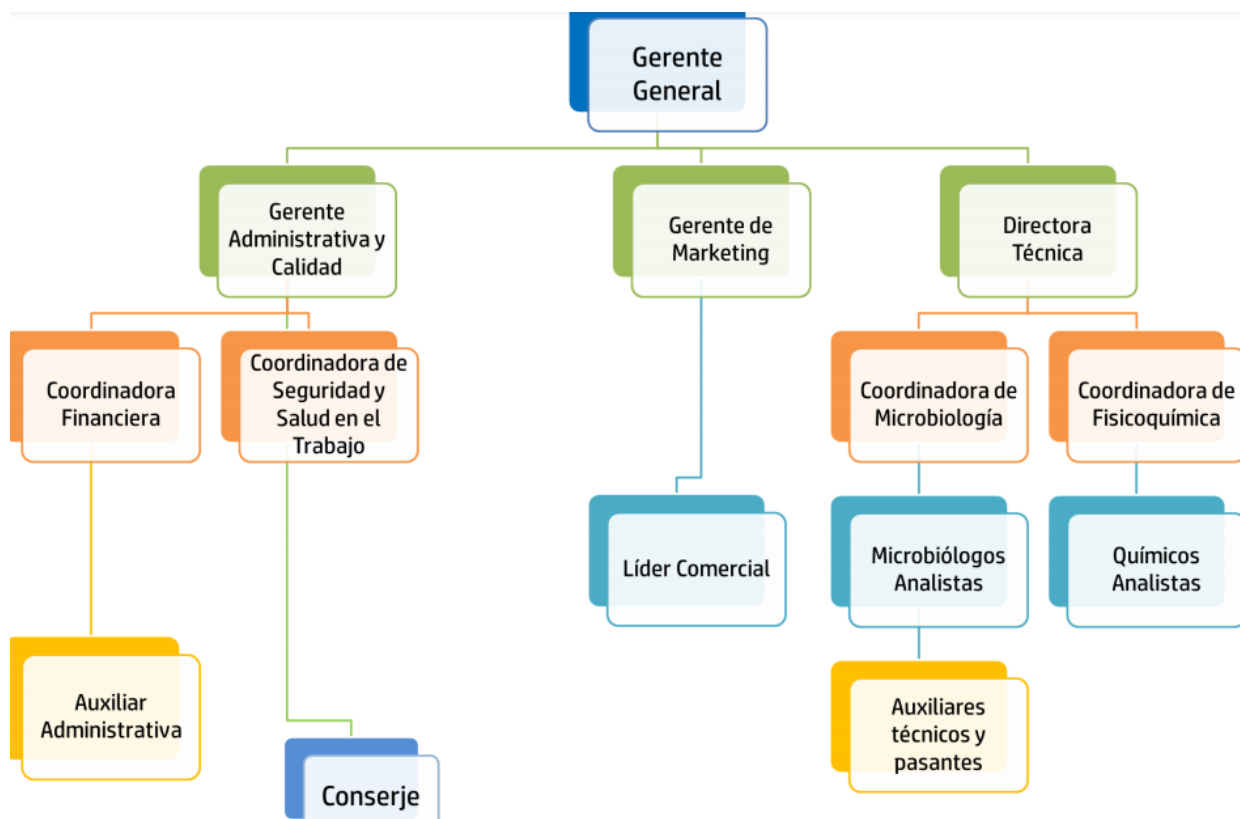 Gerente
General
Gerente
Administrativa y
Calidad
Gerente de
Marketing
Directora
Técnica
Coordinadora
Financiera
Coordinadora de
Seguridad y
Salud en el
Trabajo
Coordinadora de
Microbiología
Coordinadora de
Fisicoquímica
Líder Comercial
Microbiólogos
Analistas
Químicos
Analistas
Auxiliar
Administrativa
Auxiliares
técnicos y
pasantes
Conserje